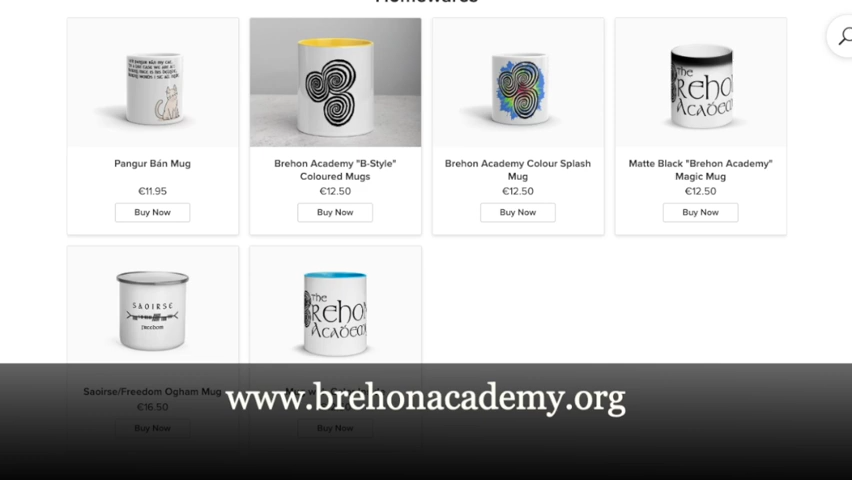 Homewares
Pangur Bán Mug
€11.95
Buy Now
Brehon Academy "B-Style"
Coloured Mugs
€12.50
Buy Now
Brehon Academy Colour Splash
Mug
€12.50
Buy Now
The
Brehon
Academy
Matte Black "Brehon Academy"
Magic Mug
€12.50
Buy Now
SAOIRSE
freedom
Saoirse/Freedom Ogham Mug
€16.50
Buy Now
The
Brehon
Academy
Buy Now
www.brehonacademy.org